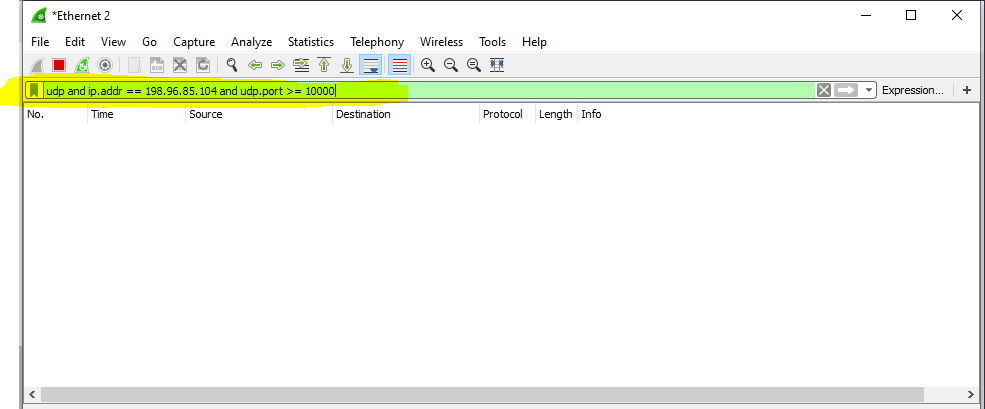 *Ethernet 2
File Edit View Go Capture Analyze Statistics Telephony Wireless Tools Help
udp and ip.addr == 198.96.85.104 and udp.port >= 10000 Expression... +
No. Time Source Destination Protocol Length Info